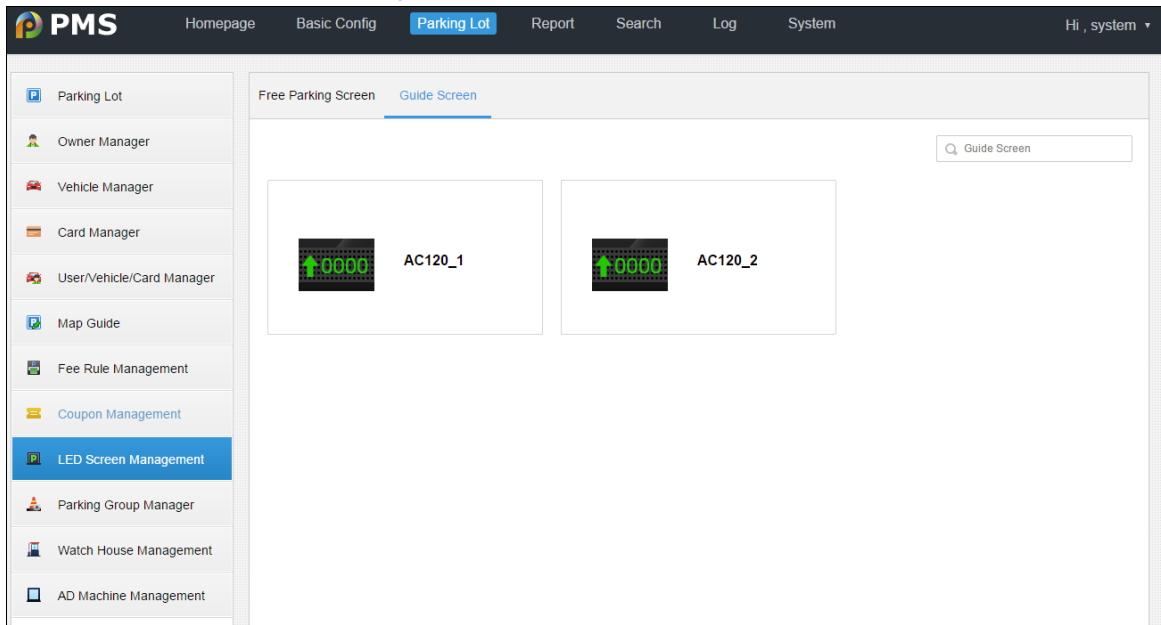 PMS Homepage Basic Config Parking Lot Report Search Log System Hi , system
Parking Lot
Owner Manager
Vehicle Manager
Card Manager
User/Vehicle/Card Manager
Map Guide
Fee Rule Management
Coupon Management
LED Screen Management
Parking Group Manager
Watch House Management
AD Machine Management
Free Parking Screen Guide Screen
Guide Screen
0000 AC120_1 0000 AC120_2